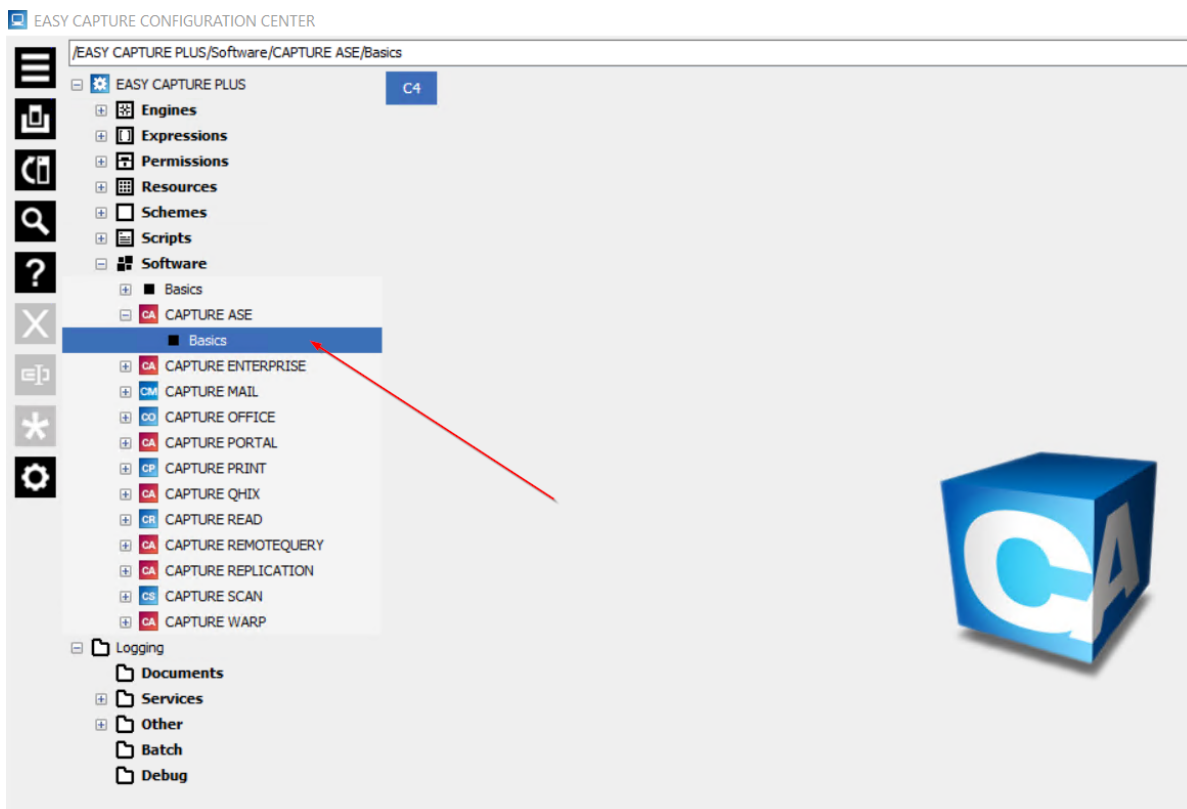 EASY CAPTURE CONFIGURATION CENTER
/EASY CAPTURE PLUS/Software/CAPTURE ASE/Basics
EASY CAPTURE PLUS
C4
Engines
Expressions
Permissions
Resources
Schemes
Scripts
Software
?
Basics
CA CAPTURE ASE
Basics
CA CAPTURE ENTERPRISE
CM CAPTURE MAIL
CO CAPTURE OFFICE
CA CAPTURE PORTAL
CP CAPTURE PRINT
CA CAPTURE QHIX
CR CAPTURE READ
CA CAPTURE REMOTEQUERY
CA CAPTURE REPLICATION
CS CAPTURE SCAN
CA CAPTURE WARP
CA
Logging
Documents
Services
Other
Batch
Debug